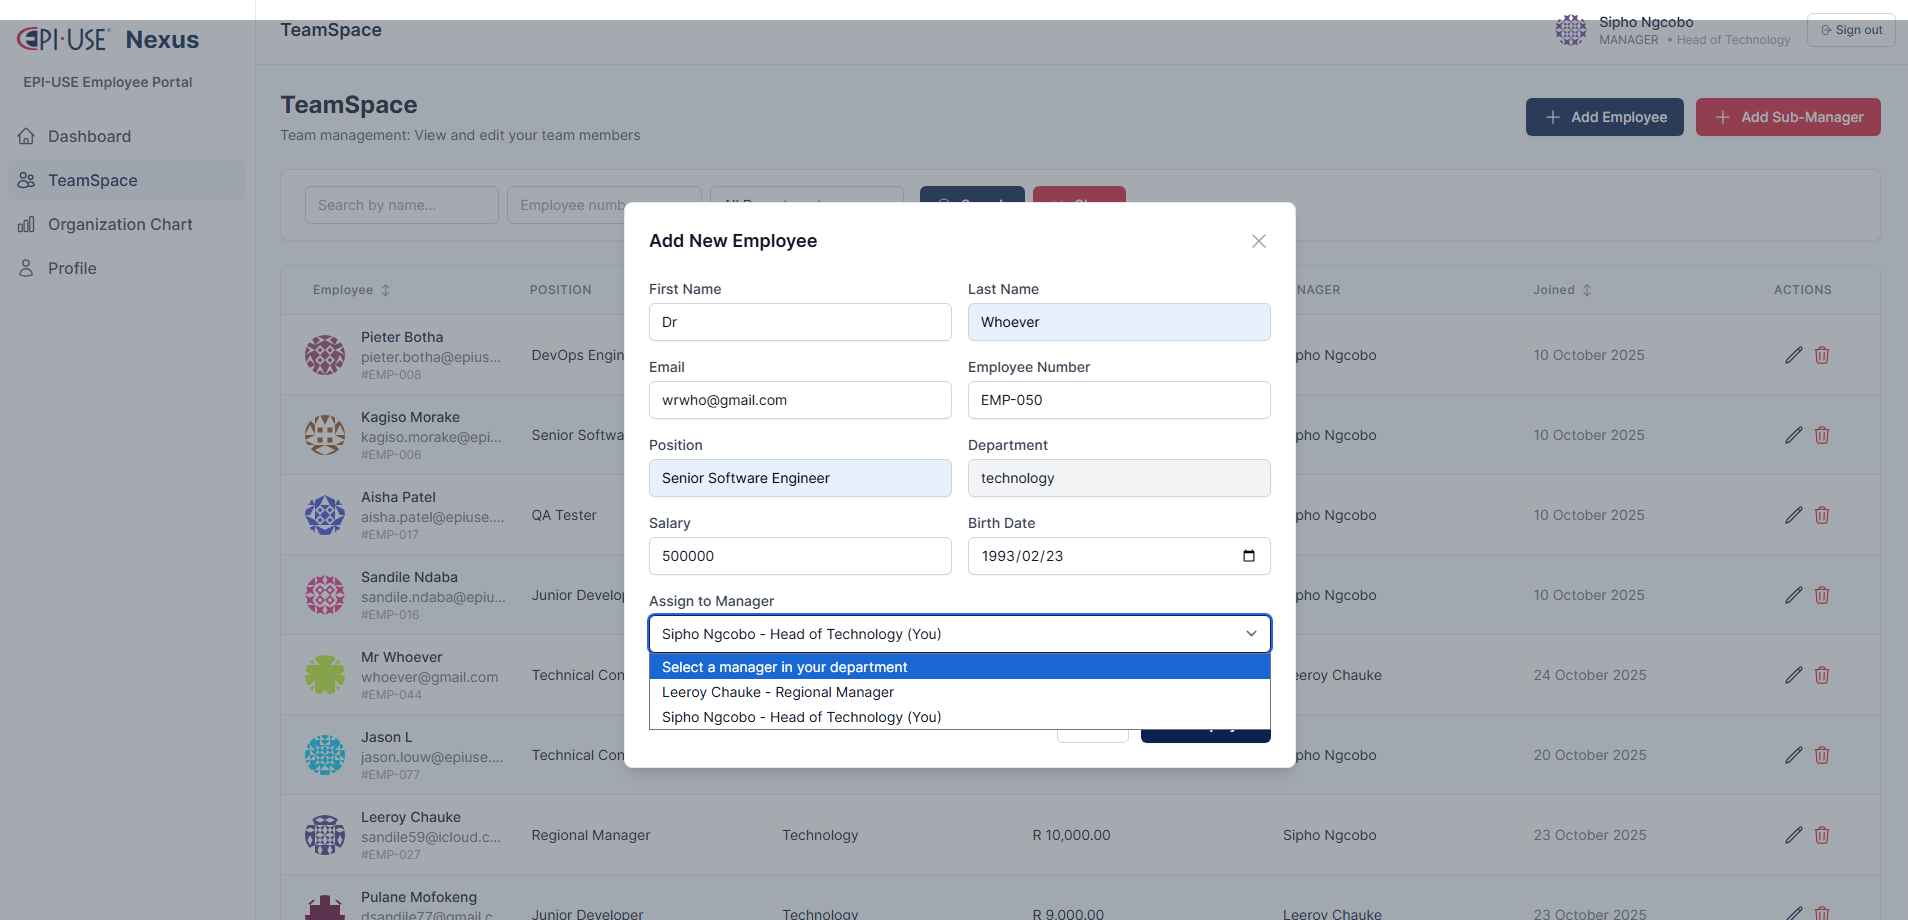 EPI·USE® Nexus
EPI-USE Employee Portal
Dashboard
TeamSpace
Organization Chart
Profile
TeamSpace
Sipho Ngcobo
MANAGER • Head of Technology
Sign out
TeamSpace
Team management: View and edit your team members
Add Employee
Add Sub-Manager
Search by name...
Employee numb
Employee
POSITION
NAGER
Joined
ACTIONS
Pieter Botha
pieter.botha@epius...
#EMP-008
DevOps Engin
pho Ngcobo
10 October 2025
Kagiso Morake
kagiso.morake@epi...
#EMP-006
Senior Softwa
pho Ngcobo
10 October 2025
Aisha Patel
aisha.patel@epiuse....
#EMP-017
QA Tester
pho Ngcobo
10 October 2025
Sandile Ndaba
sandile.ndaba@epiu...
#EMP-016
Junior Develop
pho Ngcobo
10 October 2025
Mr Whoever
whoever@gmail.com
#EMP-044
Technical Con
eeroy Chauke
24 October 2025
Jason L
jason.louw@epiuse....
#EMP-077
Technical Con
pho Ngcobo
20 October 2025
Leeroy Chauke
sandile59@icloud.c...
#EMP-027
Regional Manager
Technology
R 10,000.00
Sipho Ngcobo
23 October 2025
Pulane Mofokeng
dsandile77@gmail.c
Junior Developer
Technology
R 9,000.00
Leeroy Chauke
23 October 2025
Add New Employee
First Name
Last Name
Dr
Whoever
Email
Employee Number
wrwho@gmail.com
EMP-050
Position
Department
Senior Software Engineer
technology
Salary
Birth Date
500000
1993/02/23
Assign to Manager
Sipho Ngcobo - Head of Technology (You)
Select a manager in your department
Leeroy Chauke - Regional Manager
Sipho Ngcobo - Head of Technology (You)